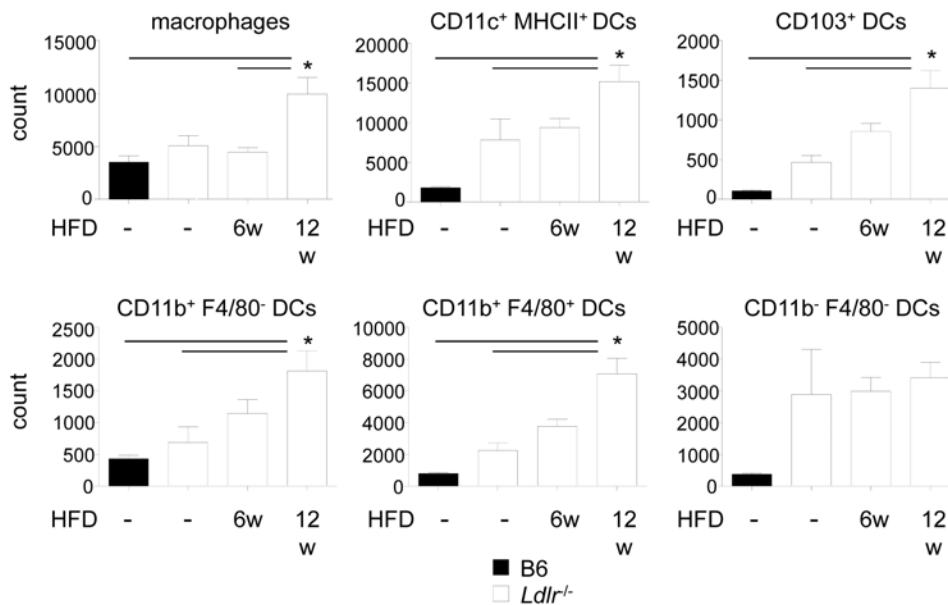 macrophages
count
15000
10000
5000
0
*
HFD - - 6w 12
w
CD11c⁺ MHCII⁺ DCs
20000
15000
10000
5000
0
*
- - 6w 12
w
CD103⁺ DCs
2000
1500
1000
500
0
*
HFD - - 6w 12
w
CD11b⁺ F4/80⁻ DCs
count
2500
2000
1500
1000
500
0
*
HFD - - 6w 12
w
CD11b⁺ F4/80⁺ DCs
10000
8000
6000
4000
2000
0
*
HFD - - 6w 12
w
CD11b⁻ F4/80⁻ DCs
5000
4000
3000
2000
1000
0
HFD - - 6w 12
w
B6
Ldlr⁻/⁻